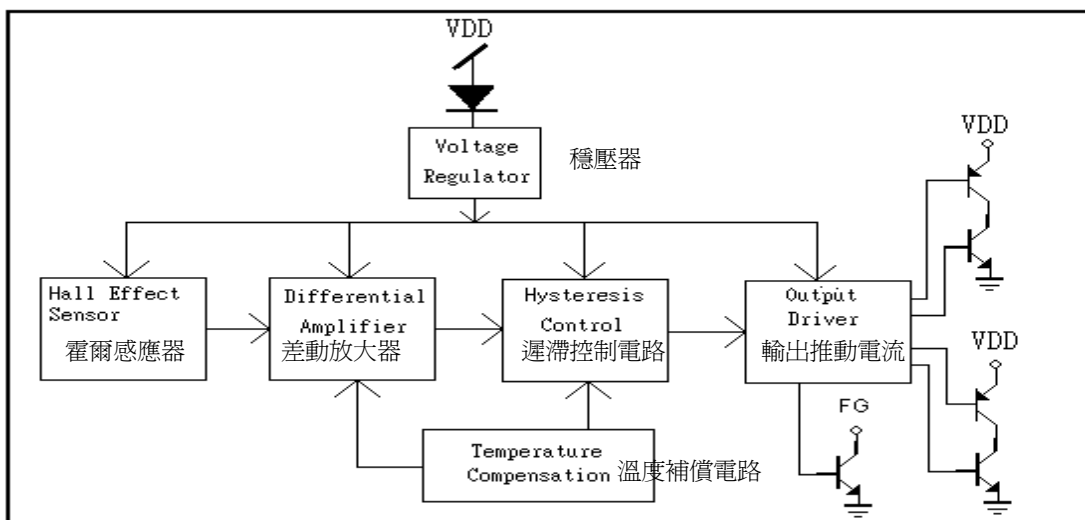 VDD
Voltage
Regulator
穩壓器
VDD
Hall Effect
Sensor
霍爾感應器
Differential
Amplifier
差動放大器
Hysteresis
Control
遲滯控制電路
Output
Driver
輸出推動電流
VDD
FG
Temperature
Compensation
溫度補償電路